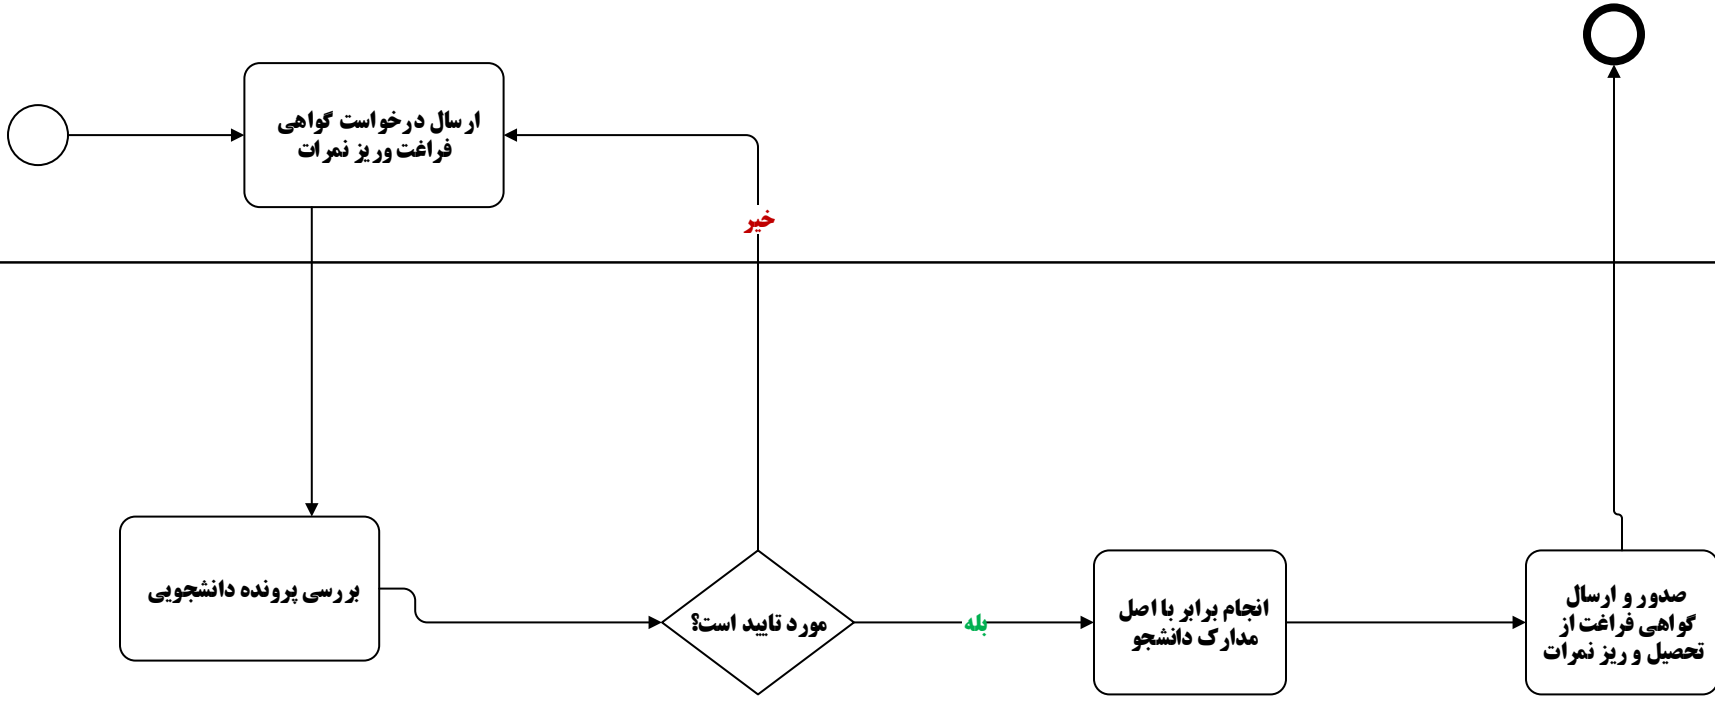 ارسال درخواست گواهی
فراغت وریز نمرات
خیر
بررسی پرونده دانشجویی
مورد تایید است؟
بله
انجام برابر با اصل
مدارک دانشجو
صدور و ارسال
گواهی فراغت از
تحصیل و ریز نمرات